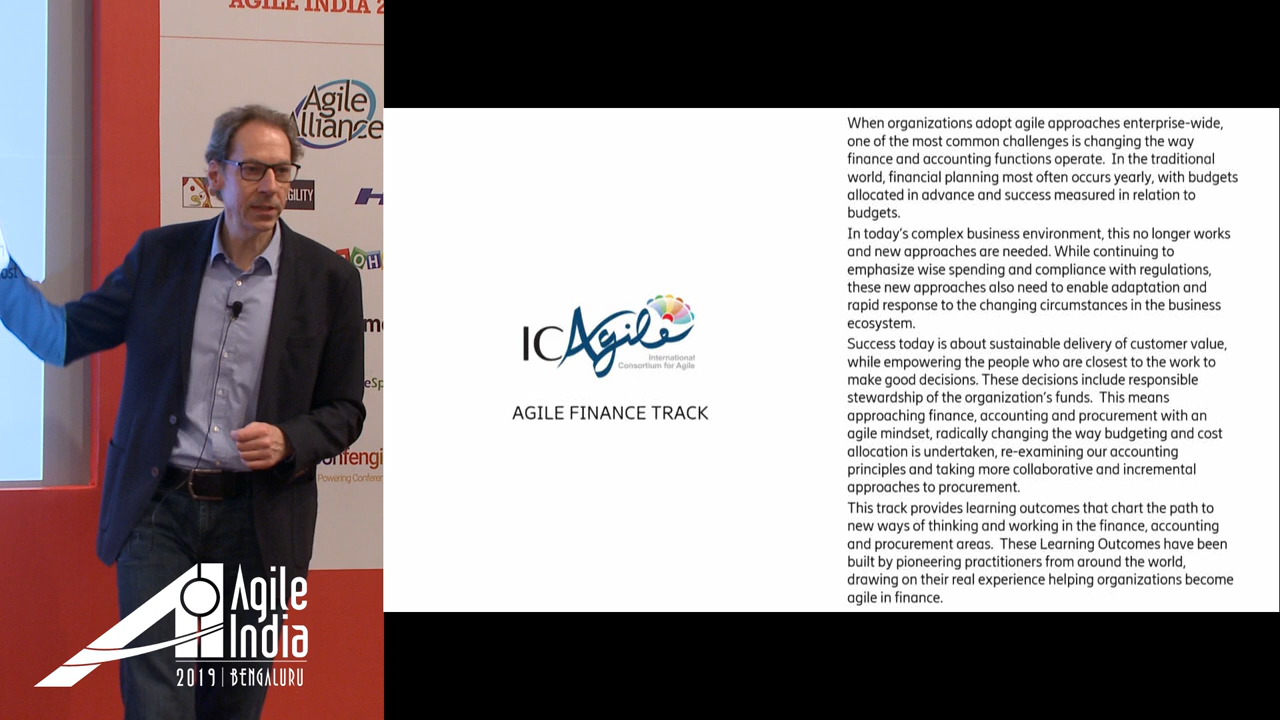 AGILE INDIA 2
Agile
Alliance
GILITY
OH
ost
Confengi
Powering Conferen
Agile
India
2019 | BENGALURU
ICAgile
International
Consortium for Agile
AGILE FINANCE TRACK
When organizations adopt agile approaches enterprise-wide,
one of the most common challenges is changing the way
finance and accounting functions operate.  In the traditional
world, financial planning most often occurs yearly, with budgets
allocated in advance and success measured in relation to
budgets.
In today's complex business environment, this no longer works
and new approaches are needed. While continuing to
emphasize wise spending and compliance with regulations,
these new approaches also need to enable adaptation and
rapid response to the changing circumstances in the business
ecosystem.
Success today is about sustainable delivery of customer value,
while empowering the people who are closest to the work to
make good decisions. These decisions include responsible
stewardship of the organization's funds.  This means
approaching finance, accounting and procurement with an
agile mindset, radically changing the way budgeting and cost
allocation is undertaken, re-examining our accounting
principles and taking more collaborative and incremental
approaches to procurement.
This track provides learning outcomes that chart the path to
new ways of thinking and working in the finance, accounting
and procurement areas.  These Learning Outcomes have been
built by pioneering practitioners from around the world,
drawing on their real experience helping organizations become
agile in finance.